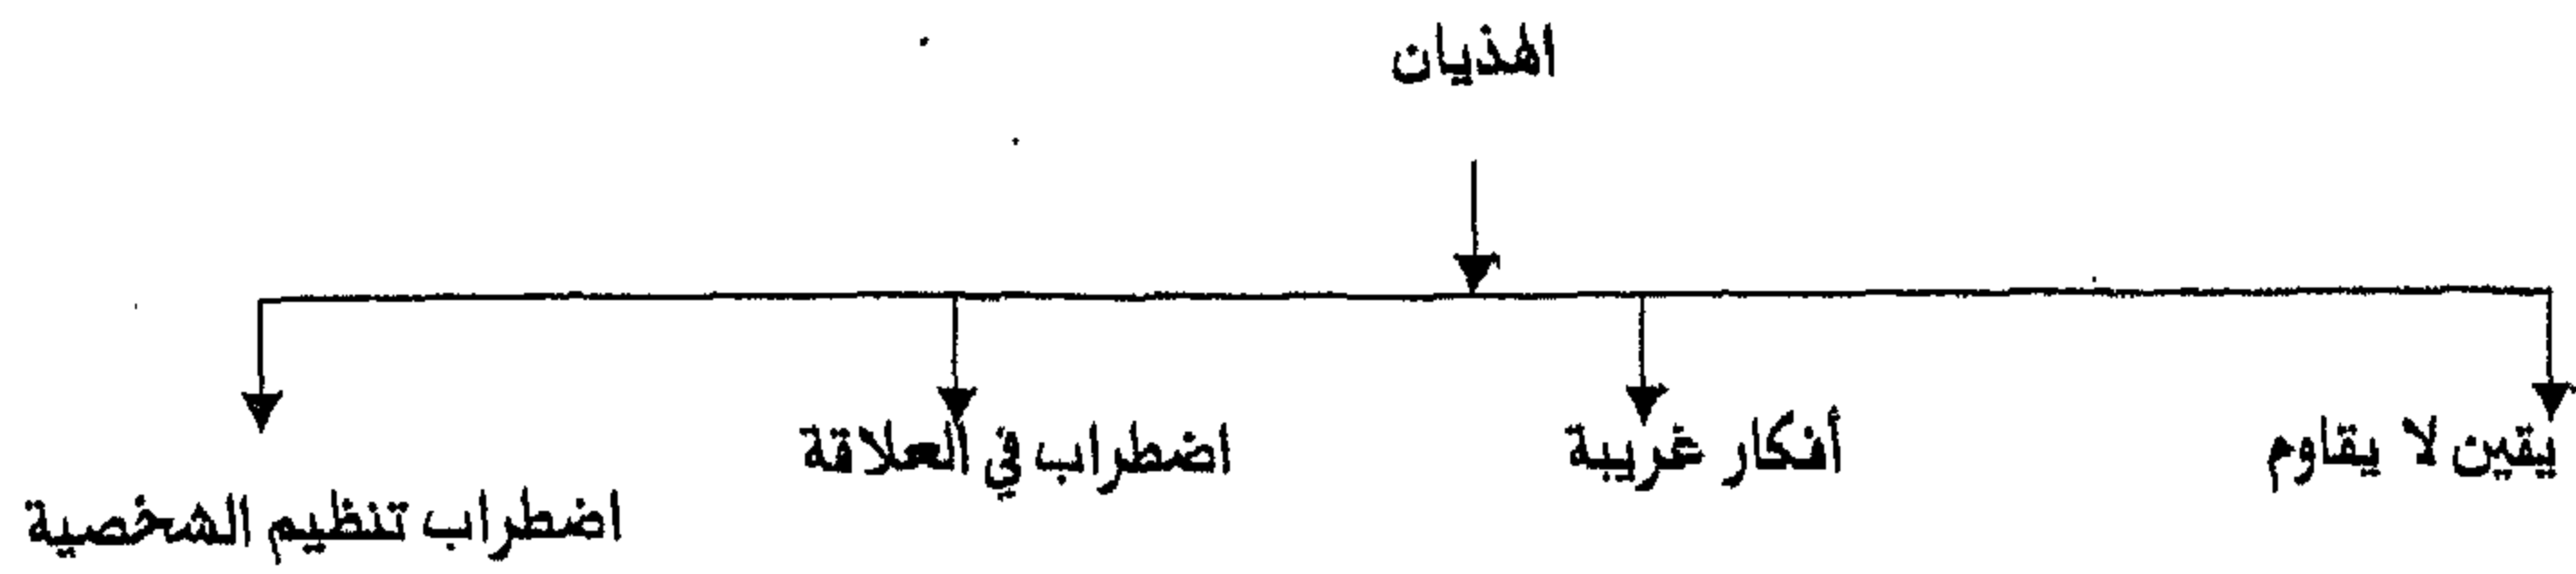 الهذيان
يقين لا يقاوم
أفكار غريبة
اضطراب في العلاقة
اضطراب تنظيم الشخصية